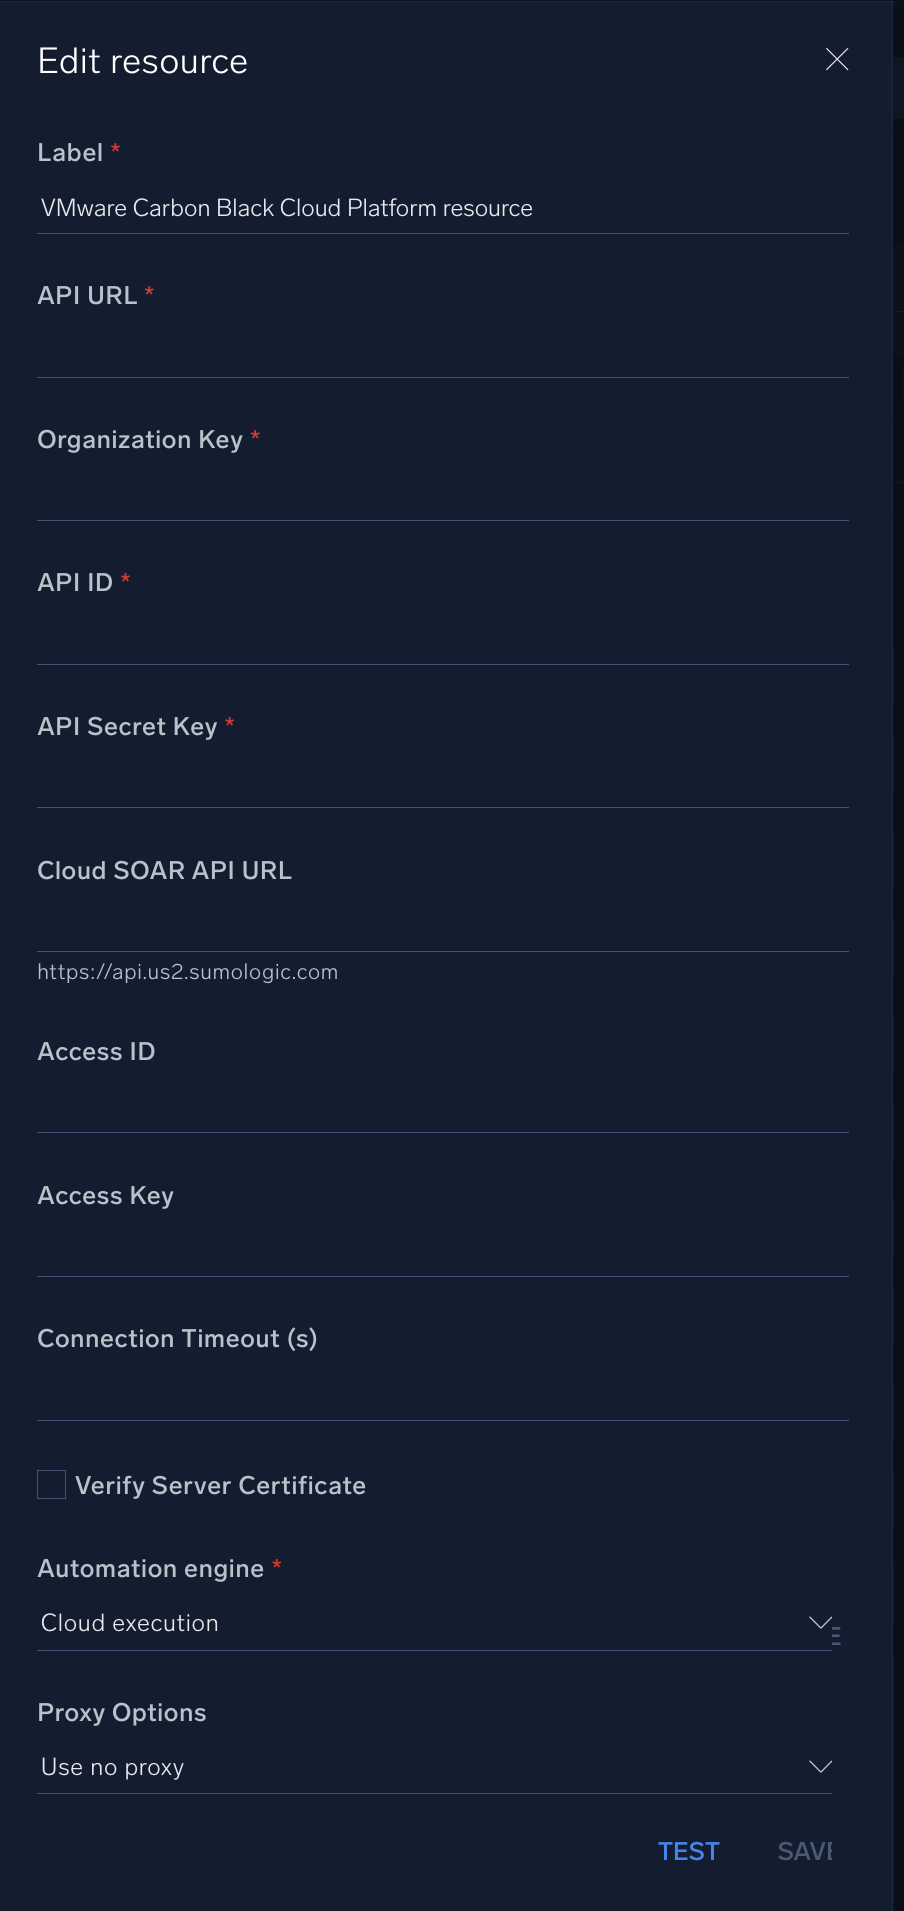 Edit resource
Label *
VMware Carbon Black Cloud Platform resource
API URL *
Organization Key *
API ID *
API Secret Key *
Cloud SOAR API URL
https://api.us2.sumologic.com
Access ID
Access Key
Connection Timeout (s)
Verify Server Certificate
Automation engine *
Cloud execution
Proxy Options
Use no proxy
TEST SAVE